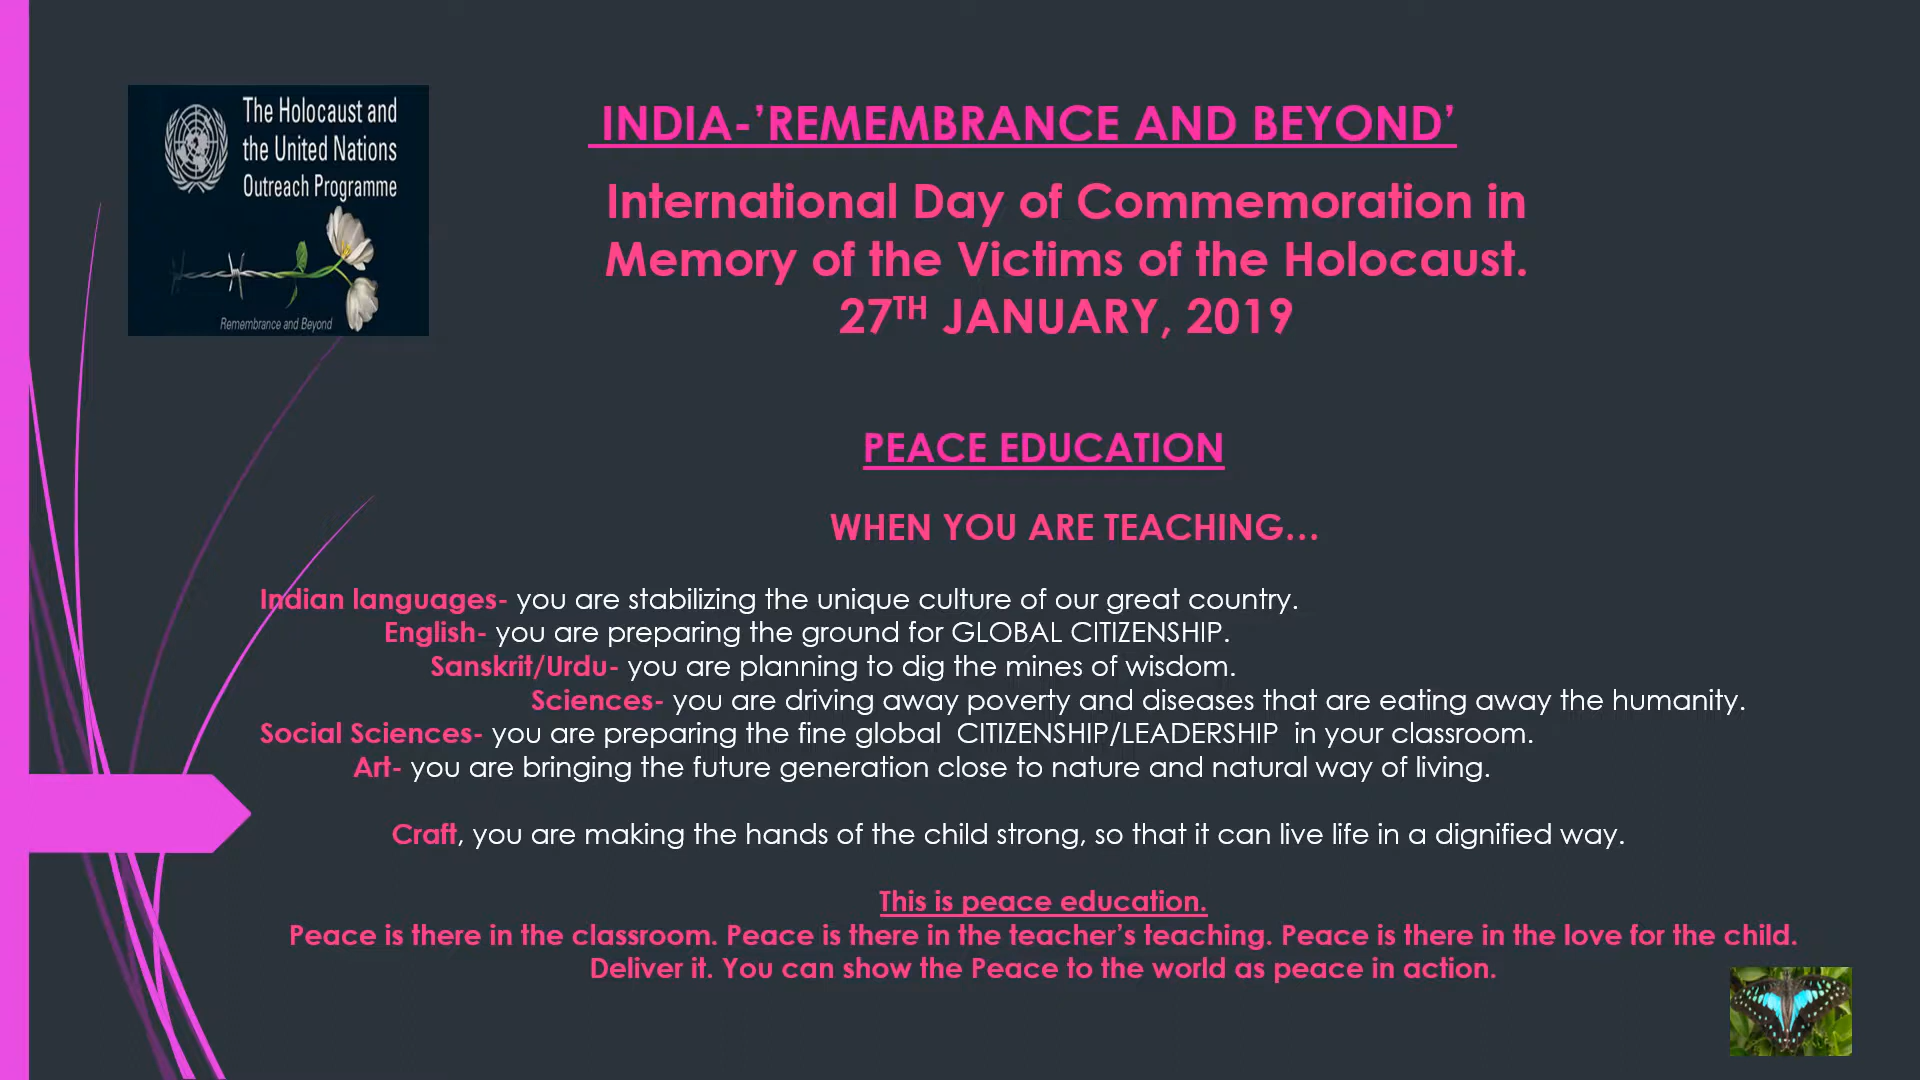 The Holocaust and
the United Nations
Outreach Programme
Remembrance and Beyond
INDIA-’REMEMBRANCE AND BEYOND’
International Day of Commemoration in
Memory of the Victims of the Holocaust.
27TH JANUARY, 2019
PEACE EDUCATION
WHEN YOU ARE TEACHING…
Indian languages- you are stabilizing the unique culture of our great country.
English- you are preparing the ground for GLOBAL CITIZENSHIP.
Sanskrit/Urdu- you are planning to dig the mines of wisdom.
Sciences- you are driving away poverty and diseases that are eating away the humanity.
Social Sciences- you are preparing the fine global CITIZENSHIP/LEADERSHIP in your classroom.
Art- you are bringing the future generation close to nature and natural way of living.
Craft, you are making the hands of the child strong, so that it can live life in a dignified way.
This is peace education.
Peace is there in the classroom. Peace is there in the teacher’s teaching. Peace is there in the love for the child.
Deliver it. You can show the Peace to the world as peace in action.